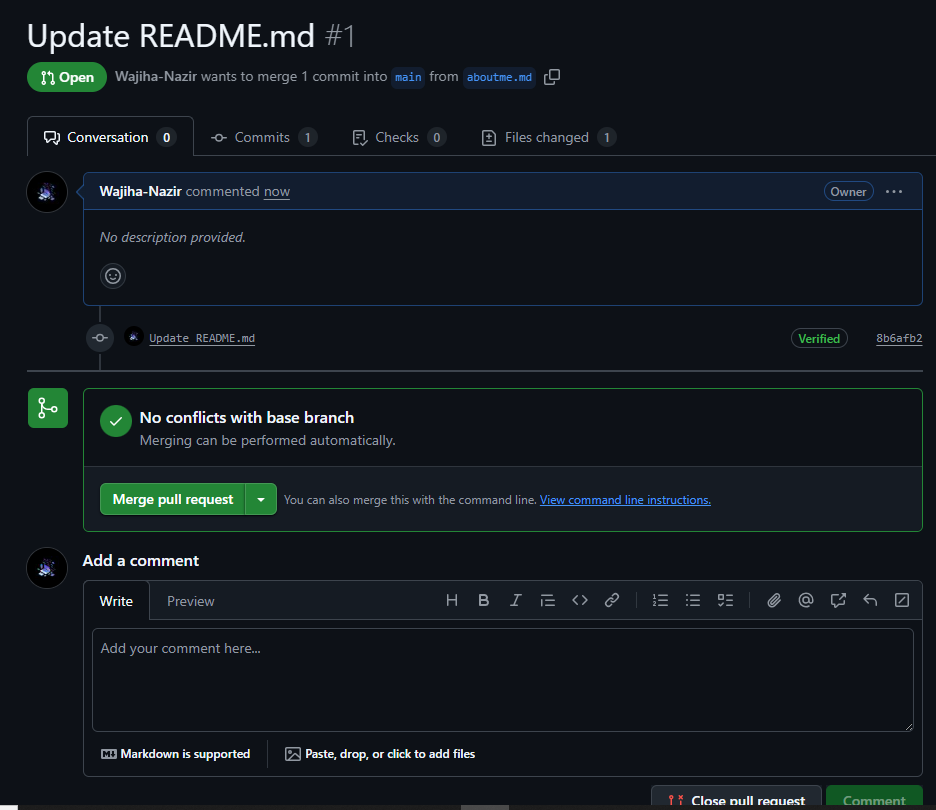 Update README.md #1
Open Wajiha-Nazir wants to merge 1 commit into main from aboutme.md
Conversation 0 Commits 1 Checks 0 Files changed 1
Wajiha-Nazir commented now Owner
No description provided.
Update README.md Verified 8b6afb2
No conflicts with base branch
Merging can be performed automatically.
Merge pull request You can also merge this with the command line. View command line instructions.
Add a comment
Write Preview
Add your comment here...
Markdown is supported Paste, drop, or click to add files
Close pull request Comment